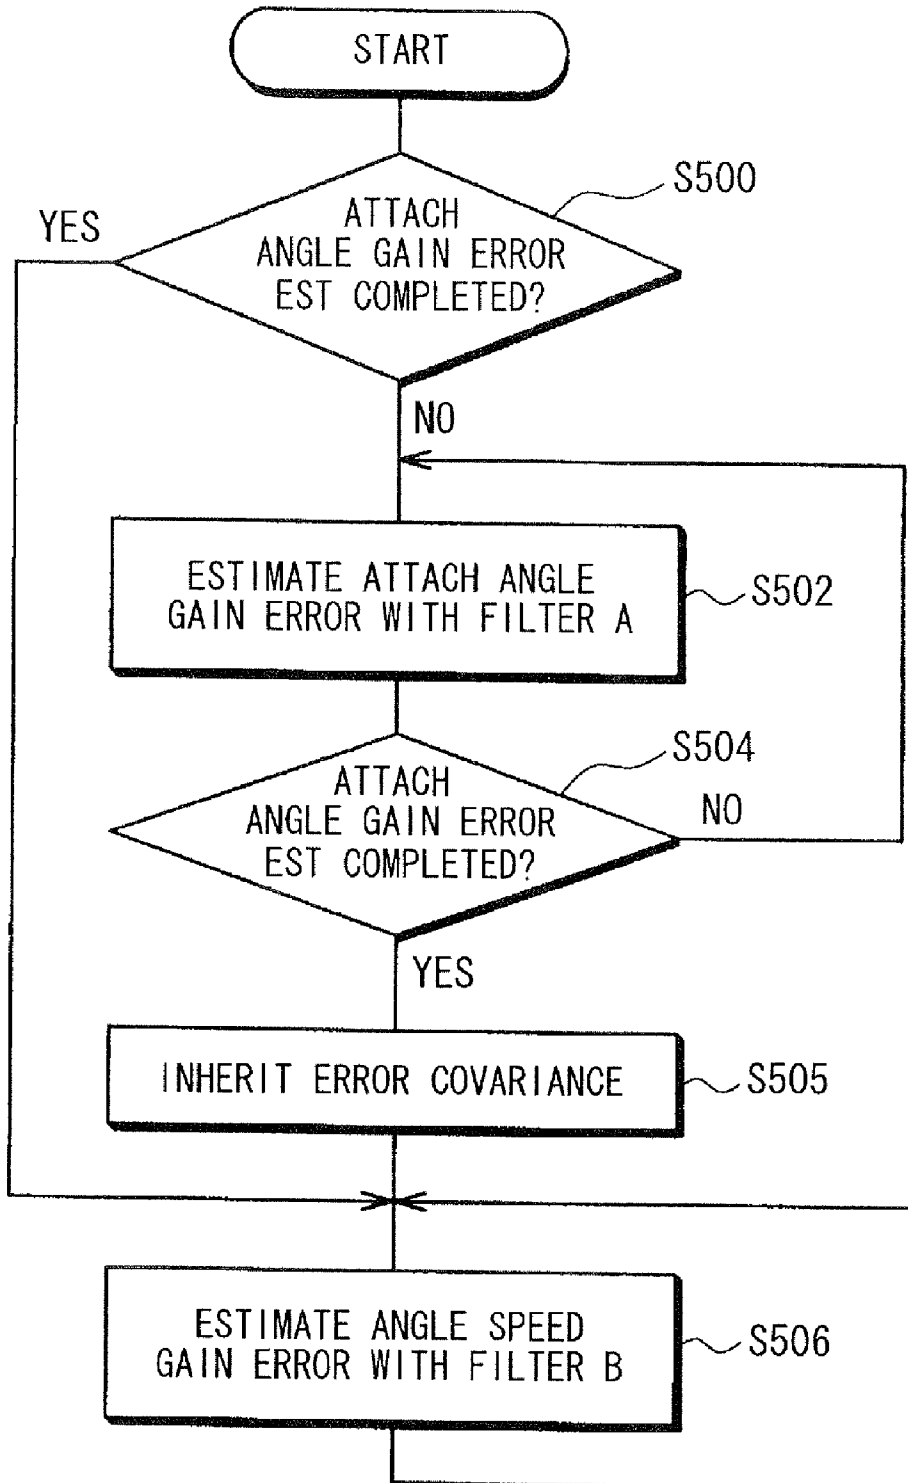 START
S500
YES
ATTACH
ANGLE GAIN ERROR
EST COMPLETED?
NO
ESTIMATE ATTACH ANGLE
GAIN ERROR WITH FILTER A
S502
S504
ATTACH
ANGLE GAIN ERROR
EST COMPLETED?
NO
YES
INHERIT ERROR COVARIANCE
S505
ESTIMATE ANGLE SPEED
GAIN ERROR WITH FILTER B
S506